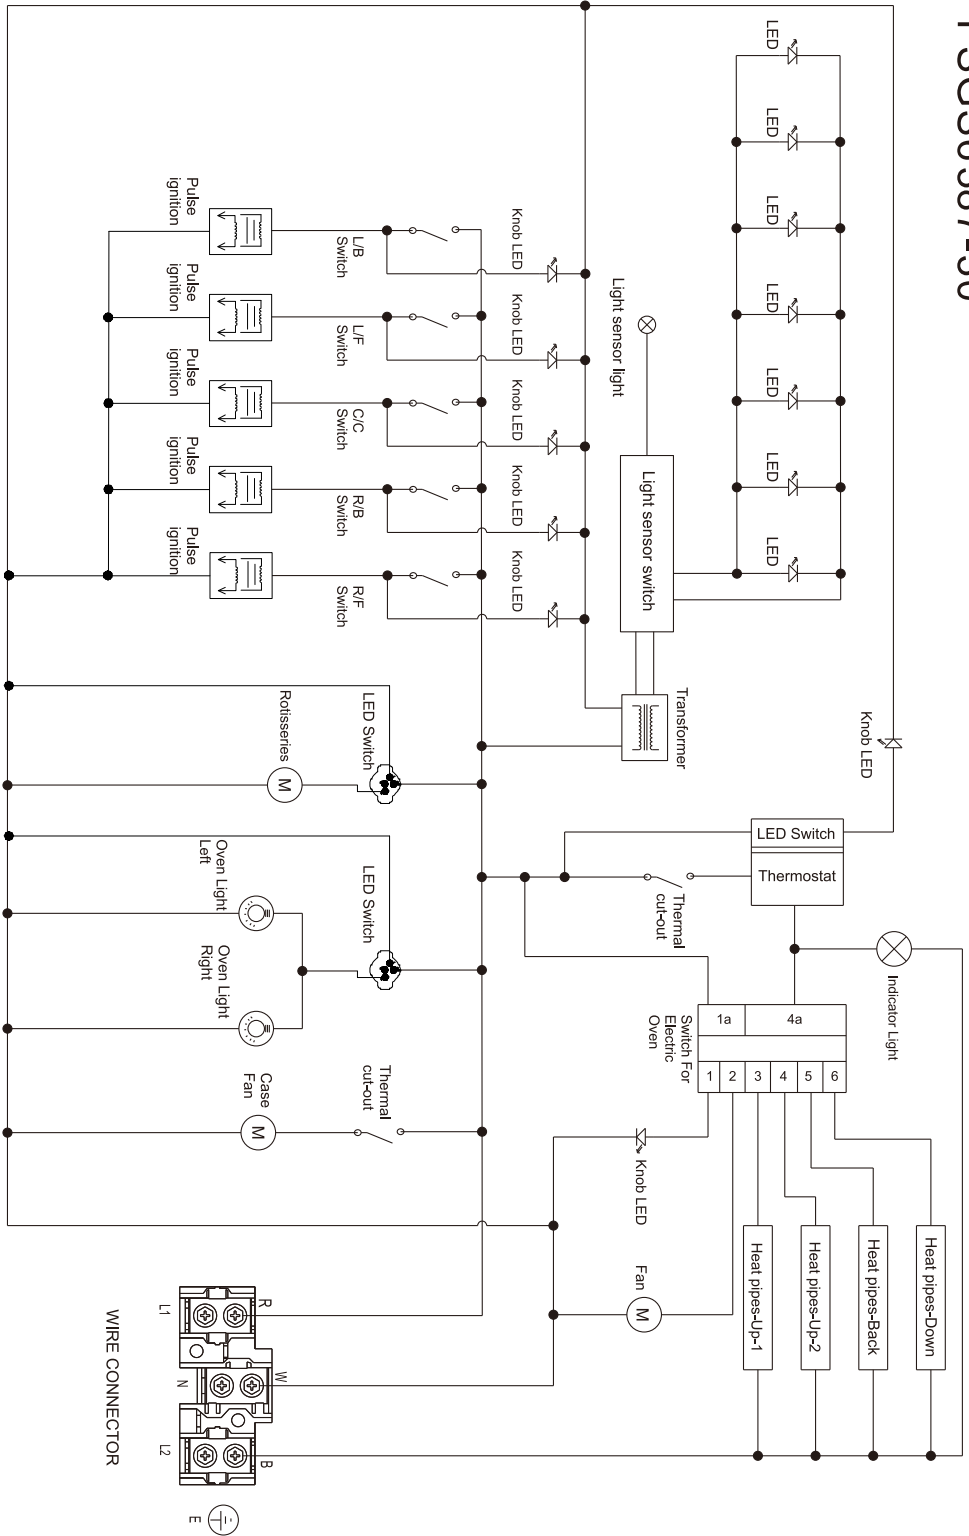 LED
LED
LED
LED
LED
LED
LED
Light sensor light
Light sensor switch
Transformer
Knob LED
Knob LED
Knob LED
Knob LED
Knob LED
L/B
Switch
L/F
Switch
C/C
Switch
R/B
Switch
R/F
Switch
Pulse
ignition
Pulse
ignition
Pulse
ignition
Pulse
ignition
Pulse
ignition
Knob LED
LED Switch
Thermostat
Thermal
cut-out
Indicator Light
LED Switch
Rotisseries
M
LED Switch
Oven Light
Left
Oven Light
Right
Thermal
cut-out
Case
Fan
M
Switch For
Electric
Oven
1a
4a
1
2
3
4
5
6
Knob LED
Fan
M
Heat pipes-Up-1
Heat pipes-Up-2
Heat pipes-Back
Heat pipes-Down
R
W
B
L1
N
L2
E
WIRE CONNECTOR